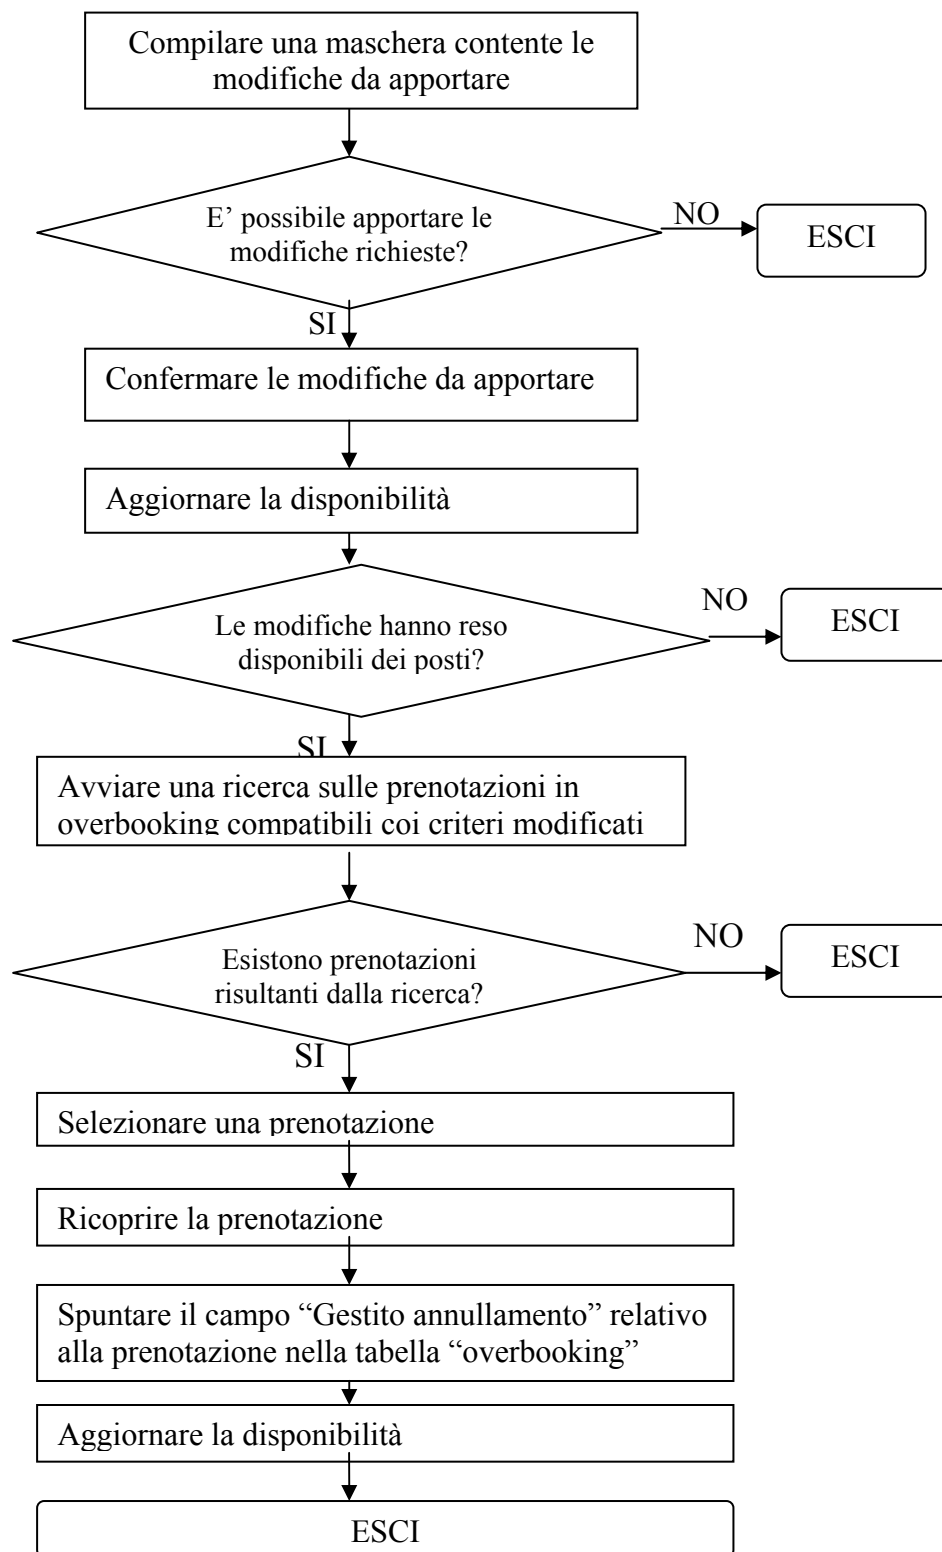 Compilare una maschera contente le
modifiche da apportare
E’ possibile apportare le
modifiche richieste?
NO
ESCI
SI
Confermare le modifiche da apportare
Aggiornare la disponibilità
Le modifiche hanno reso
disponibili dei posti?
NO
ESCI
SI
Avviare una ricerca sulle prenotazioni in
overbooking compatibili coi criteri modificati
Esistono prenotazioni
risultanti dalla ricerca?
NO
ESCI
SI
Selezionare una prenotazione
Ricoprire la prenotazione
Spuntare il campo “Gestito annullamento” relativo
alla prenotazione nella tabella “overbooking”
Aggiornare la disponibilità
ESCI